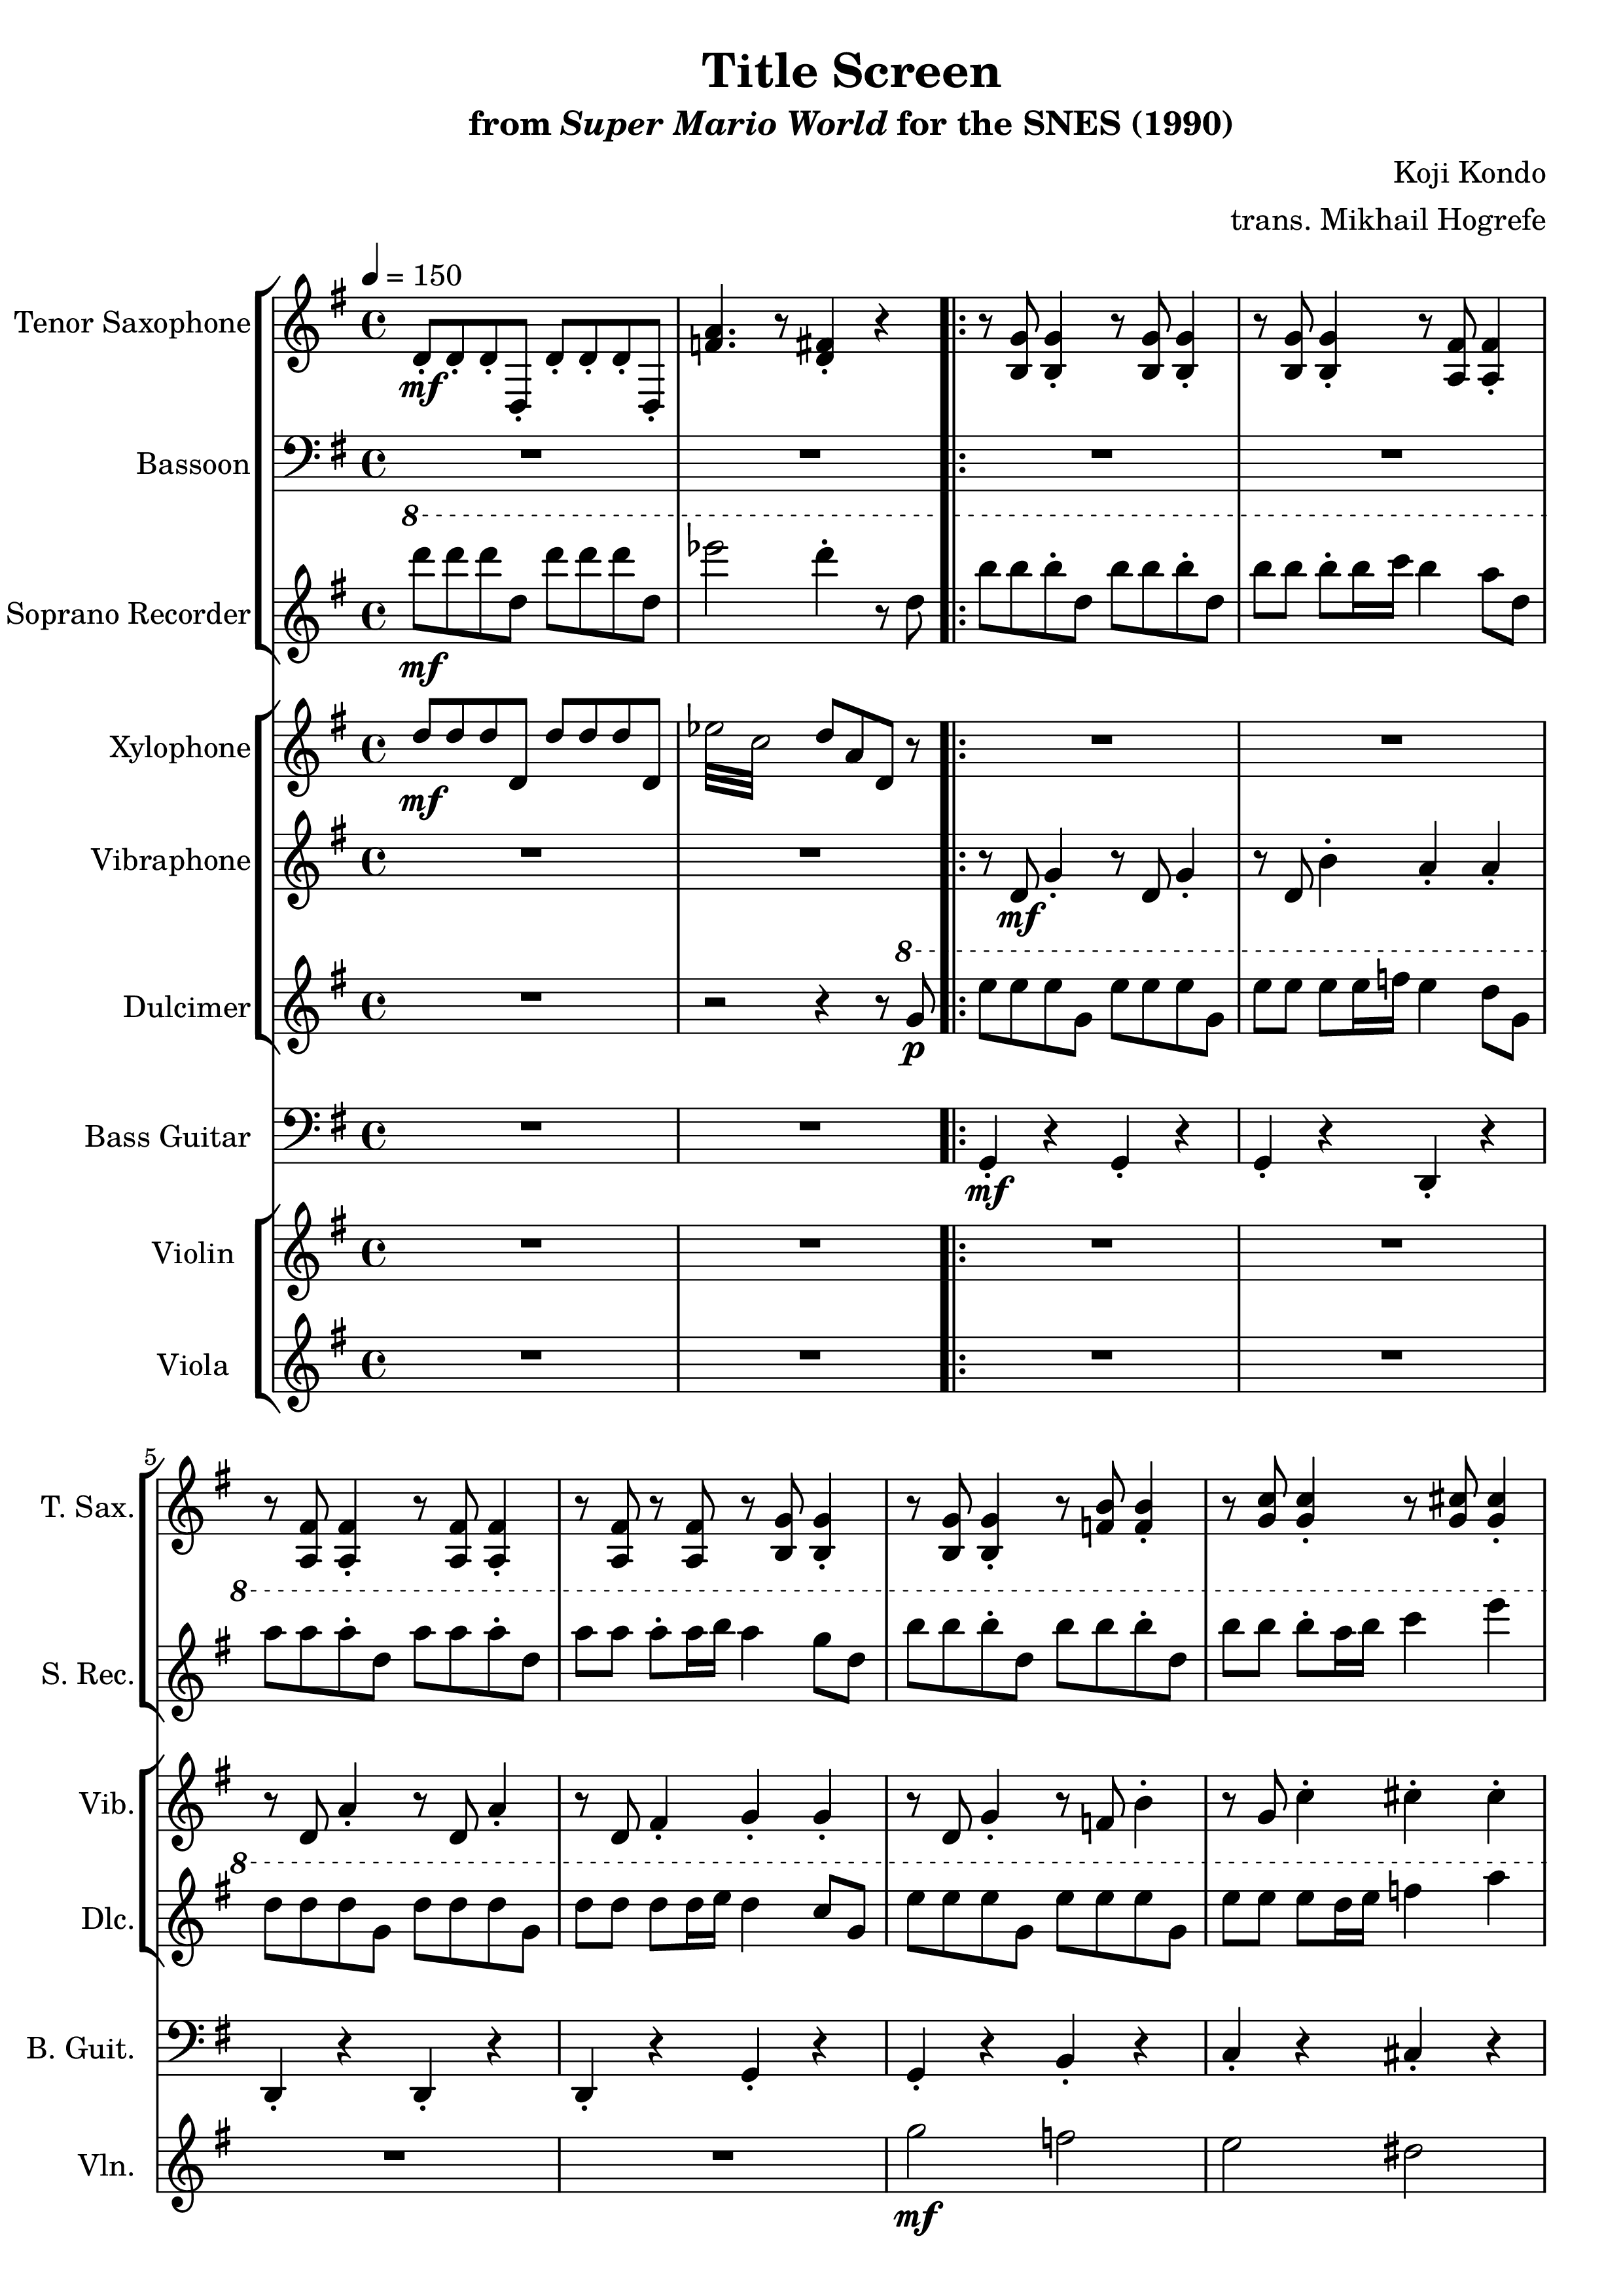 Title Screen
from Super Mario World for the SNES (1990)
Koji Kondo
trans. Mikhail Hogrefe
= 150
Tenor Saxophone
mf
Bassoon
8
Soprano Recorder
mf
Xylophone
mf
Vibraphone
mf
8
Dulcimer
p
Bass Guitar
mf
Violin
Viola
5
T. Sax.
8
S. Rec.
Vib.
8
Dlc.
B. Guit.
Vln.
mf